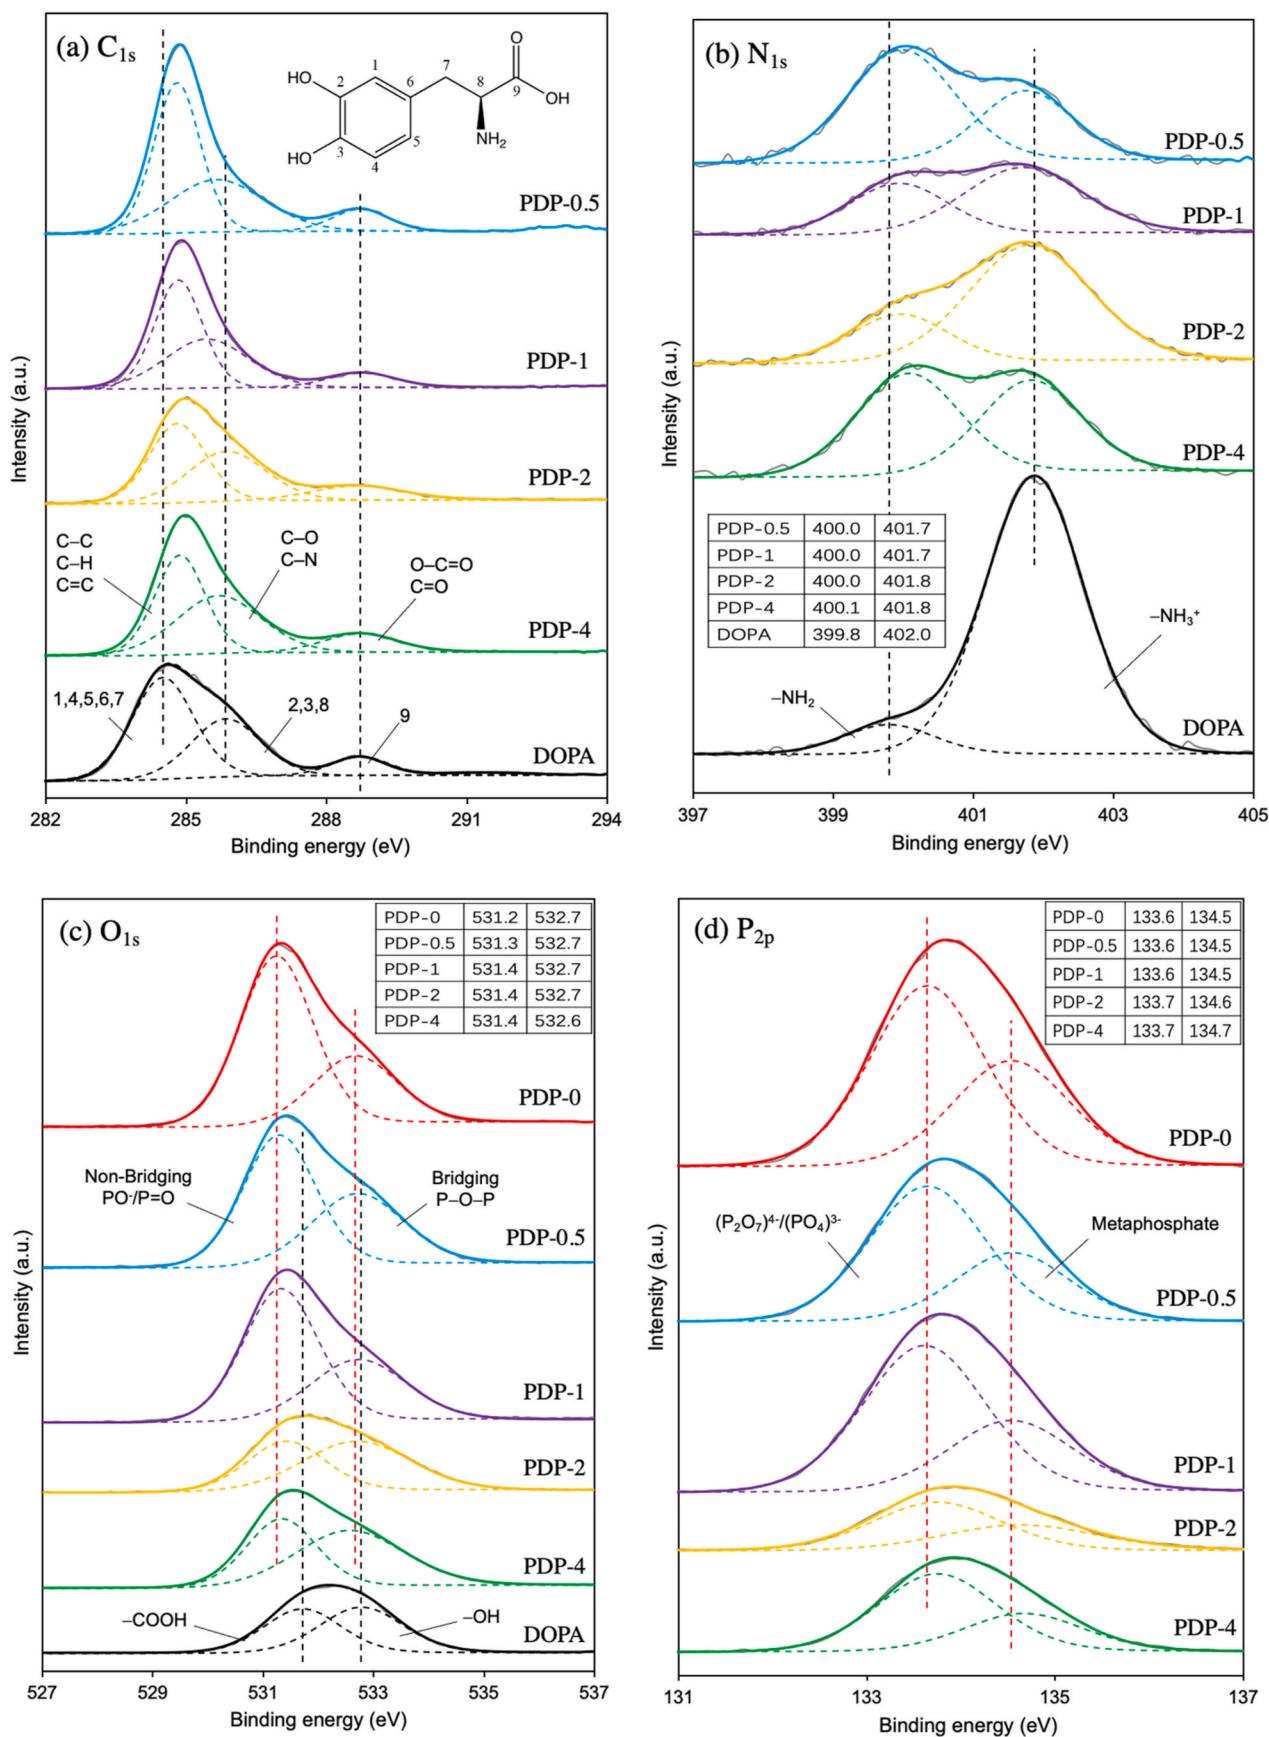 (a) C1s
O
HO
1
7
2
6
8
9
OH
3
5
NH2
HO
4
PDP-0.5
PDP-1
PDP-2
C–C
C–H
C=C
C–O
C–N
O–C=O
C=O
PDP-4
1,4,5,6,7
2,3,8
9
DOPA
Intensity (a.u.)
282 285 288 291 294
Binding energy (eV)
(b) N1s
PDP-0.5
PDP-1
PDP-2
PDP-4
PDP-0.5 400.0 401.7
PDP-1 400.0 401.7
PDP-2 400.0 401.8
PDP-4 400.1 401.8
DOPA 399.8 402.0
–NH3+
–NH2
DOPA
Intensity (a.u.)
397 399 401 403 405
Binding energy (eV)
(c) O1s
PDP-0 531.2 532.7
PDP-0.5 531.3 532.7
PDP-1 531.4 532.7
PDP-2 531.4 532.7
PDP-4 531.4 532.6
PDP-0
Non-Bridging
PO-/P=O
Bridging
P–O–P
PDP-0.5
PDP-1
PDP-2
PDP-4
–COOH
–OH
DOPA
Intensity (a.u.)
527 529 531 533 535 537
Binding energy (eV)
(d) P2p
PDP-0 133.6 134.5
PDP-0.5 133.6 134.5
PDP-1 133.6 134.5
PDP-2 133.7 134.6
PDP-4 133.7 134.7
PDP-0
(P2O7)4-/(PO4)3-
Metaphosphate
PDP-0.5
PDP-1
PDP-2
PDP-4
Intensity (a.u.)
131 133 135 137
Binding energy (eV)